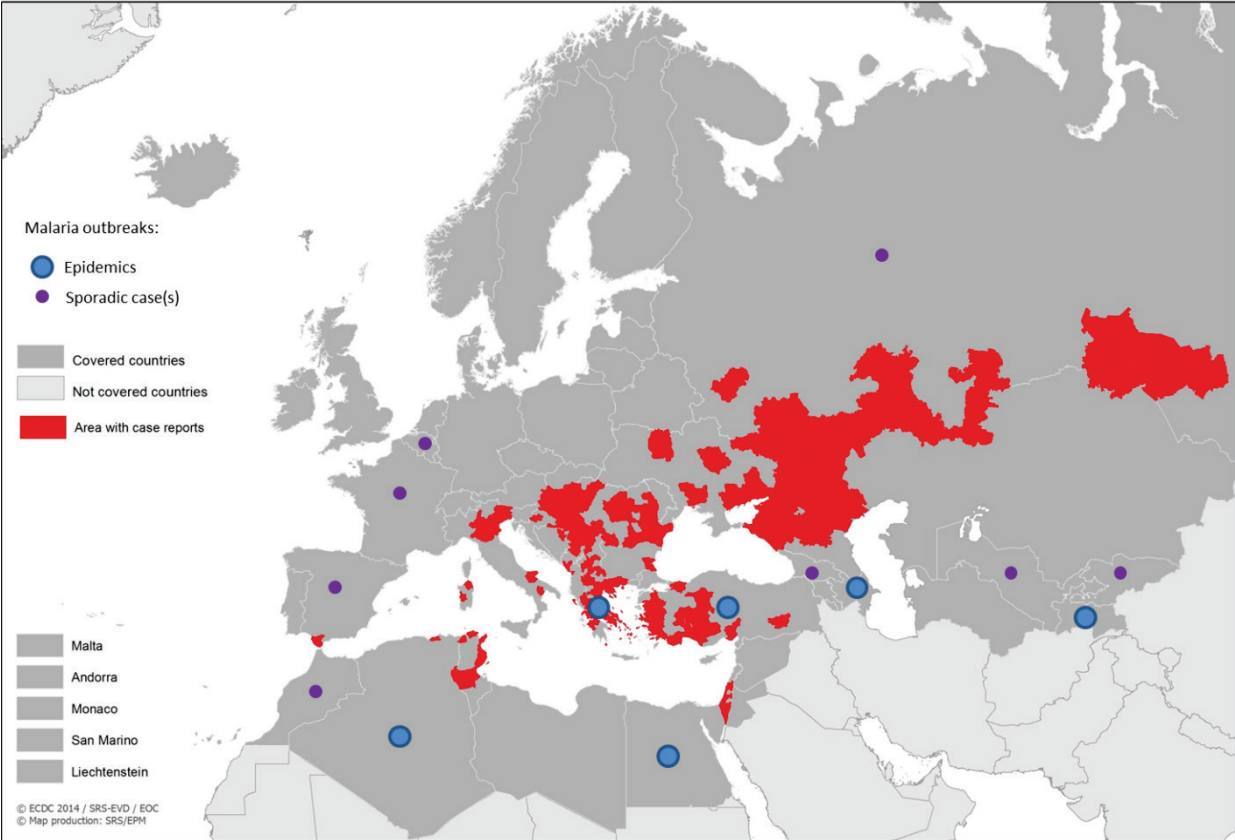 Malaria outbreaks:
Epidemics
Sporadic case(s)
Covered countries
Not covered countries
Area with case reports
Malta
Andorra
Monaco
San Marino
Liechtenstein
© ECDC 2014 / SRS-EVD / EOC
© Map production: SRS/EPM